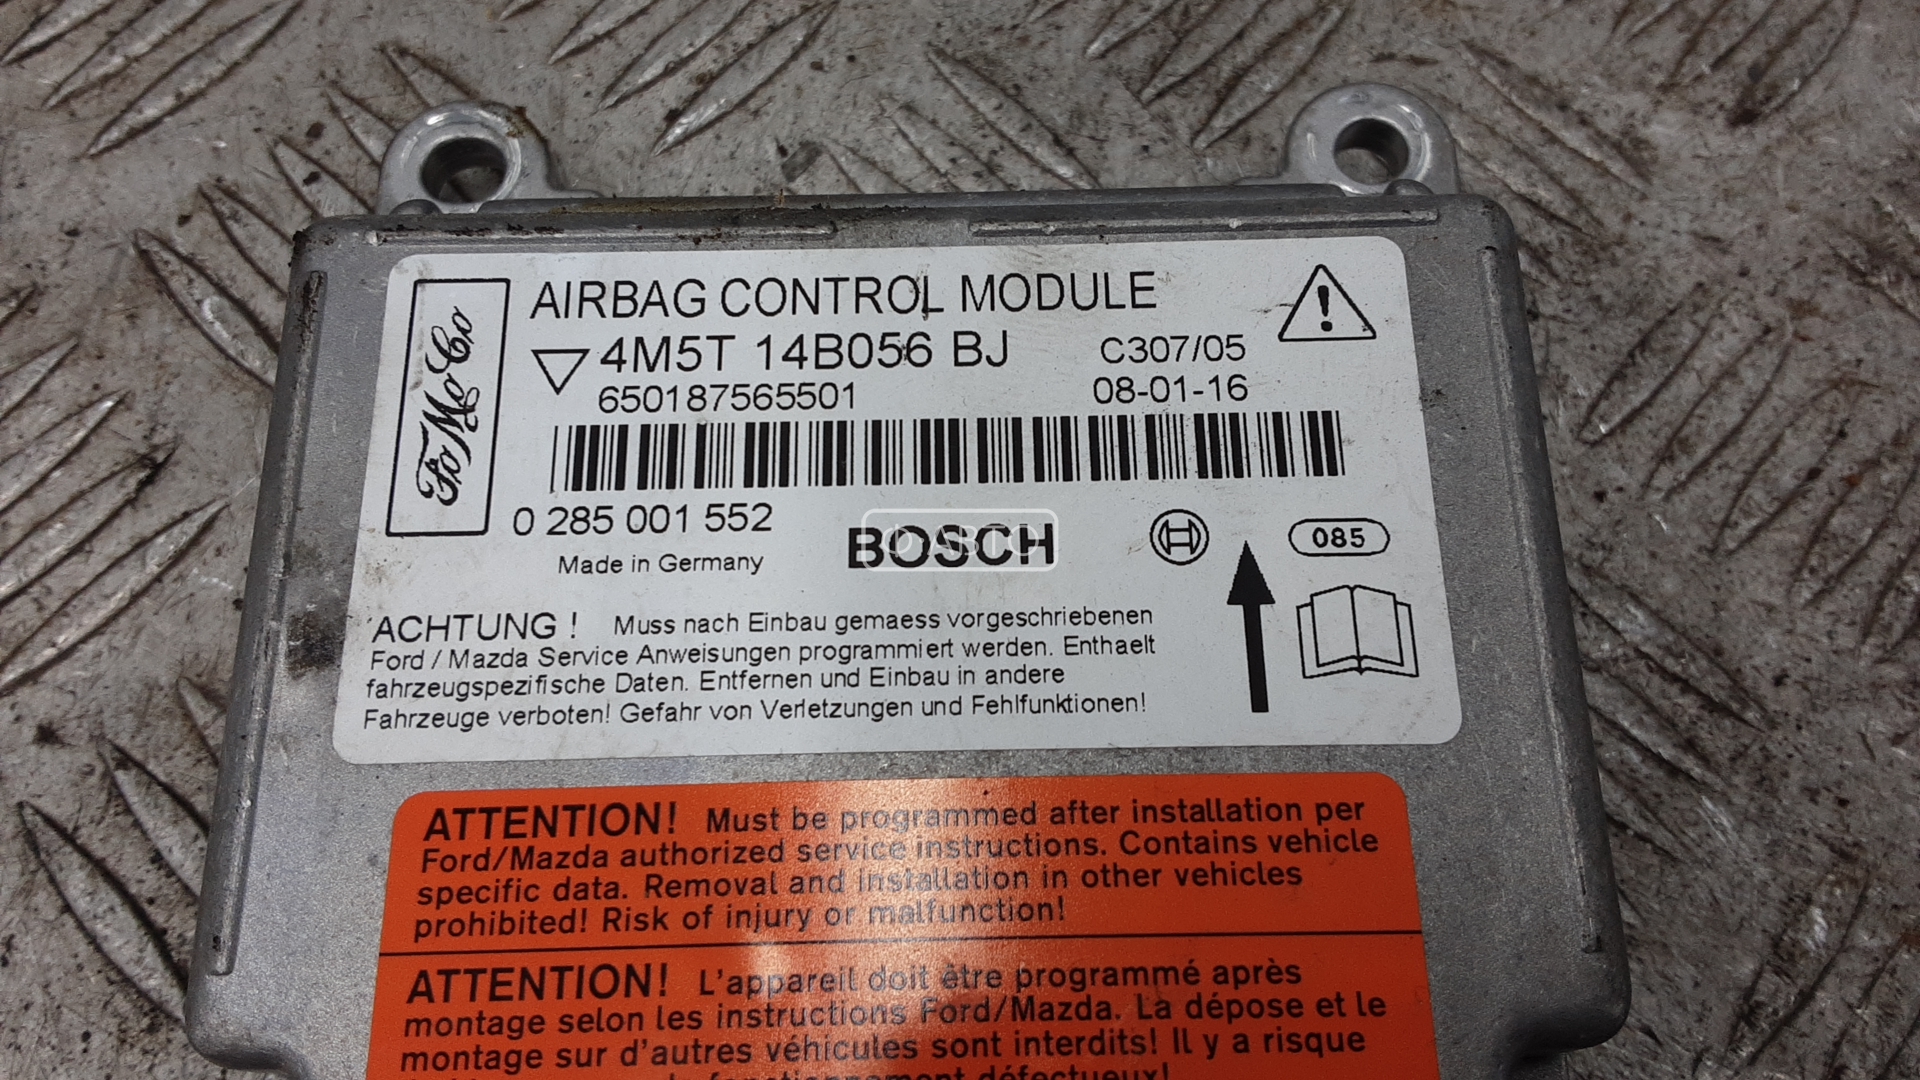 FoMoCo
AIRBAG CONTROL MODULE
4M5T 14B056 BJ
C307/05
650187565501
08-01-16
0 285 001 552
Made in Germany
BOSCH
АВТО
085
ACHTUNG ! Muss nach Einbau gemaess vorgeschriebenen
Ford / Mazda Service Anweisungen programmiert werden. Enthaelt
fahrzeugspezifische Daten. Entfernen und Einbau in andere
Fahrzeuge verboten! Gefahr von Verletzungen und Fehlfunktionen!
ATTENTION! Must be programmed after installation per
Ford/Mazda authorized service instructions. Contains vehicle
specific data. Removal and installation in other vehicles
prohibited! Risk of injury or malfunction!
ATTENTION! L'appareil doit être programmé après
montage selon les instructions Ford/Mazda. La dépose et le
montage sur d'autres véhicules sont interdits! Il y a risque
fonctionnement défectueux!